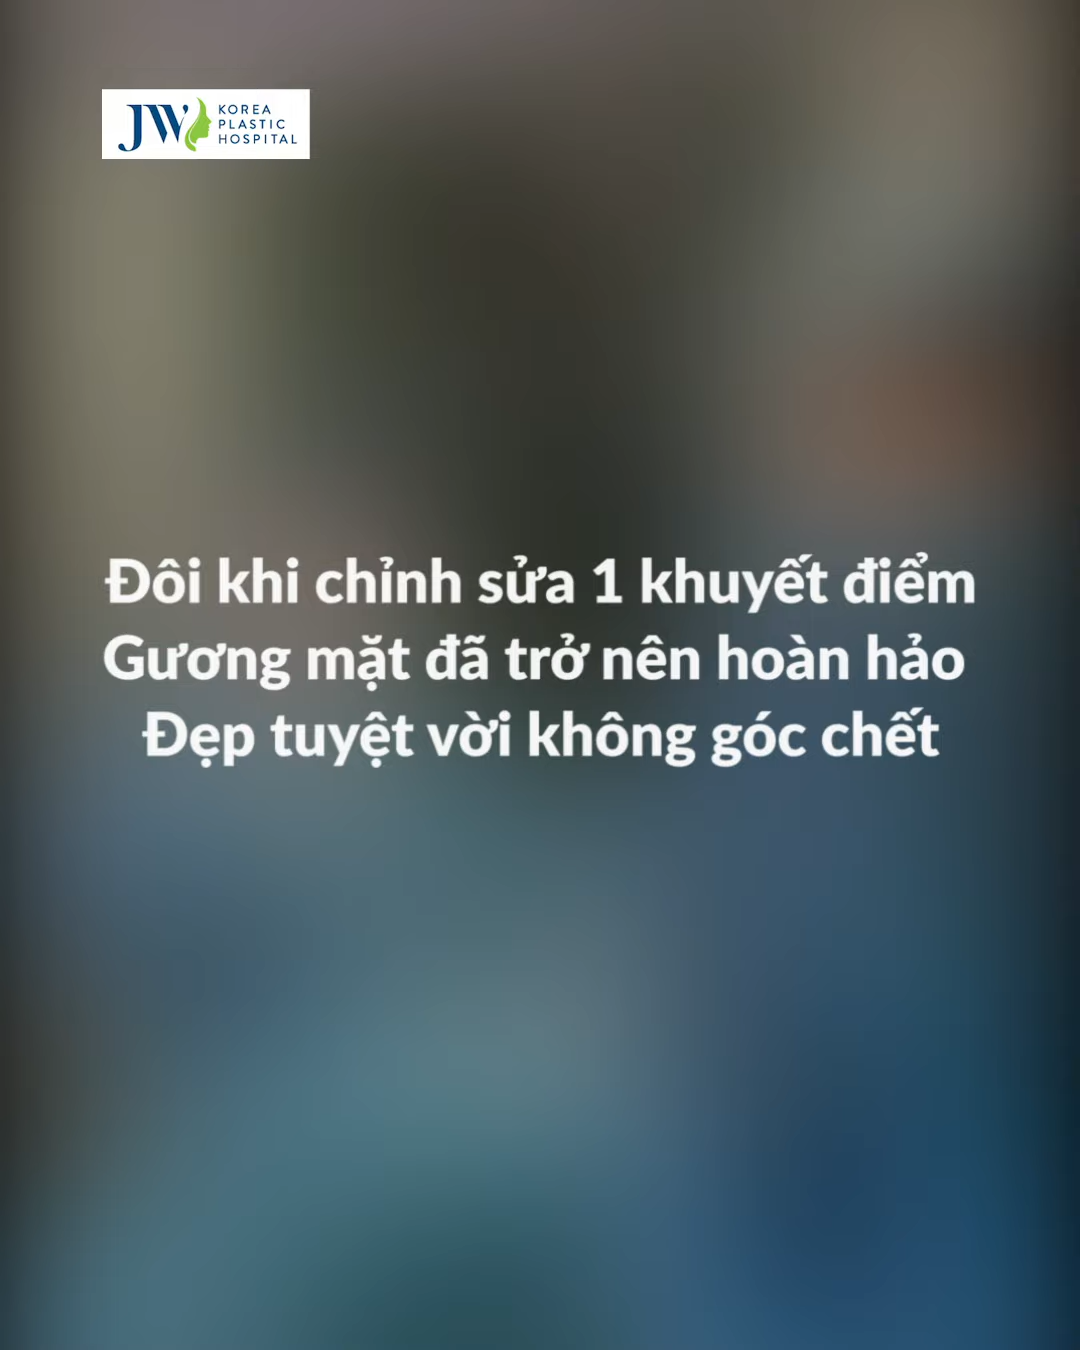 JW KOREA
PLASTIC
HOSPITAL
Đôi khi chỉnh sửa 1 khuyết điểm
Gương mặt đã trở nên hoàn hảo
Đẹp tuyệt vời không góc chết